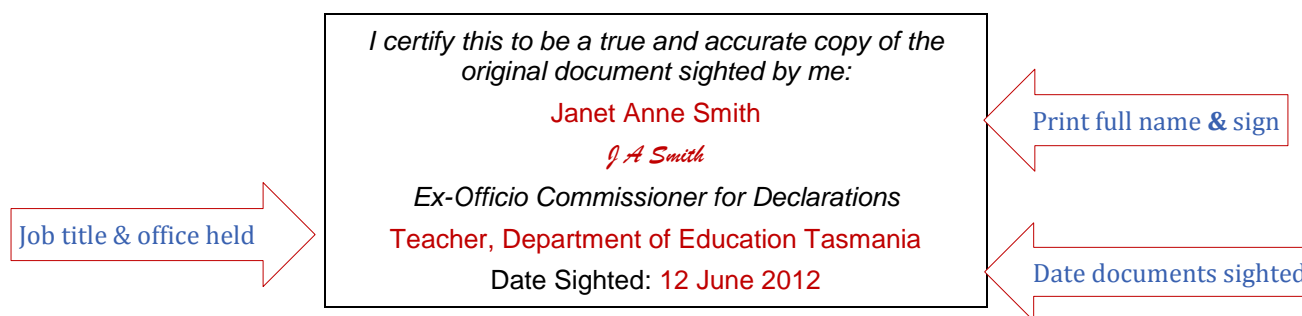 I certify this to be a true and accurate copy of the
original document sighted by me:
Janet Anne Smith
J A Smith
Ex-Officio Commissioner for Declarations
Teacher, Department of Education Tasmania
Date Sighted: 12 June 2012
Print full name & sign
Job title & office held
Date documents sighted